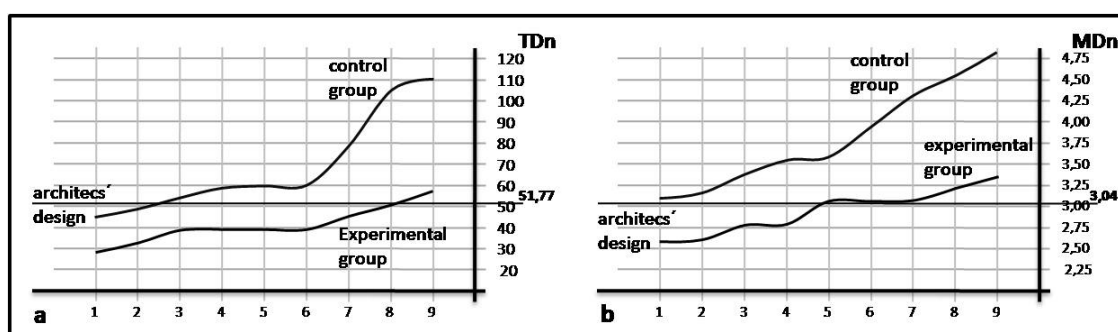 TDn
120
110
100
90
80
70
60
51,77
50
40
30
20
control
group
architecs´
design
Experimental
group
1 2 3 4 5 6 7 8 9
a
MDn
4,75
4,50
4,25
4,00
3,75
3,50
3,25
3,04
3,00
2,75
2,50
2,25
control
group
experimental
group
architecs´
design
1 2 3 4 5 6 7 8 9
b